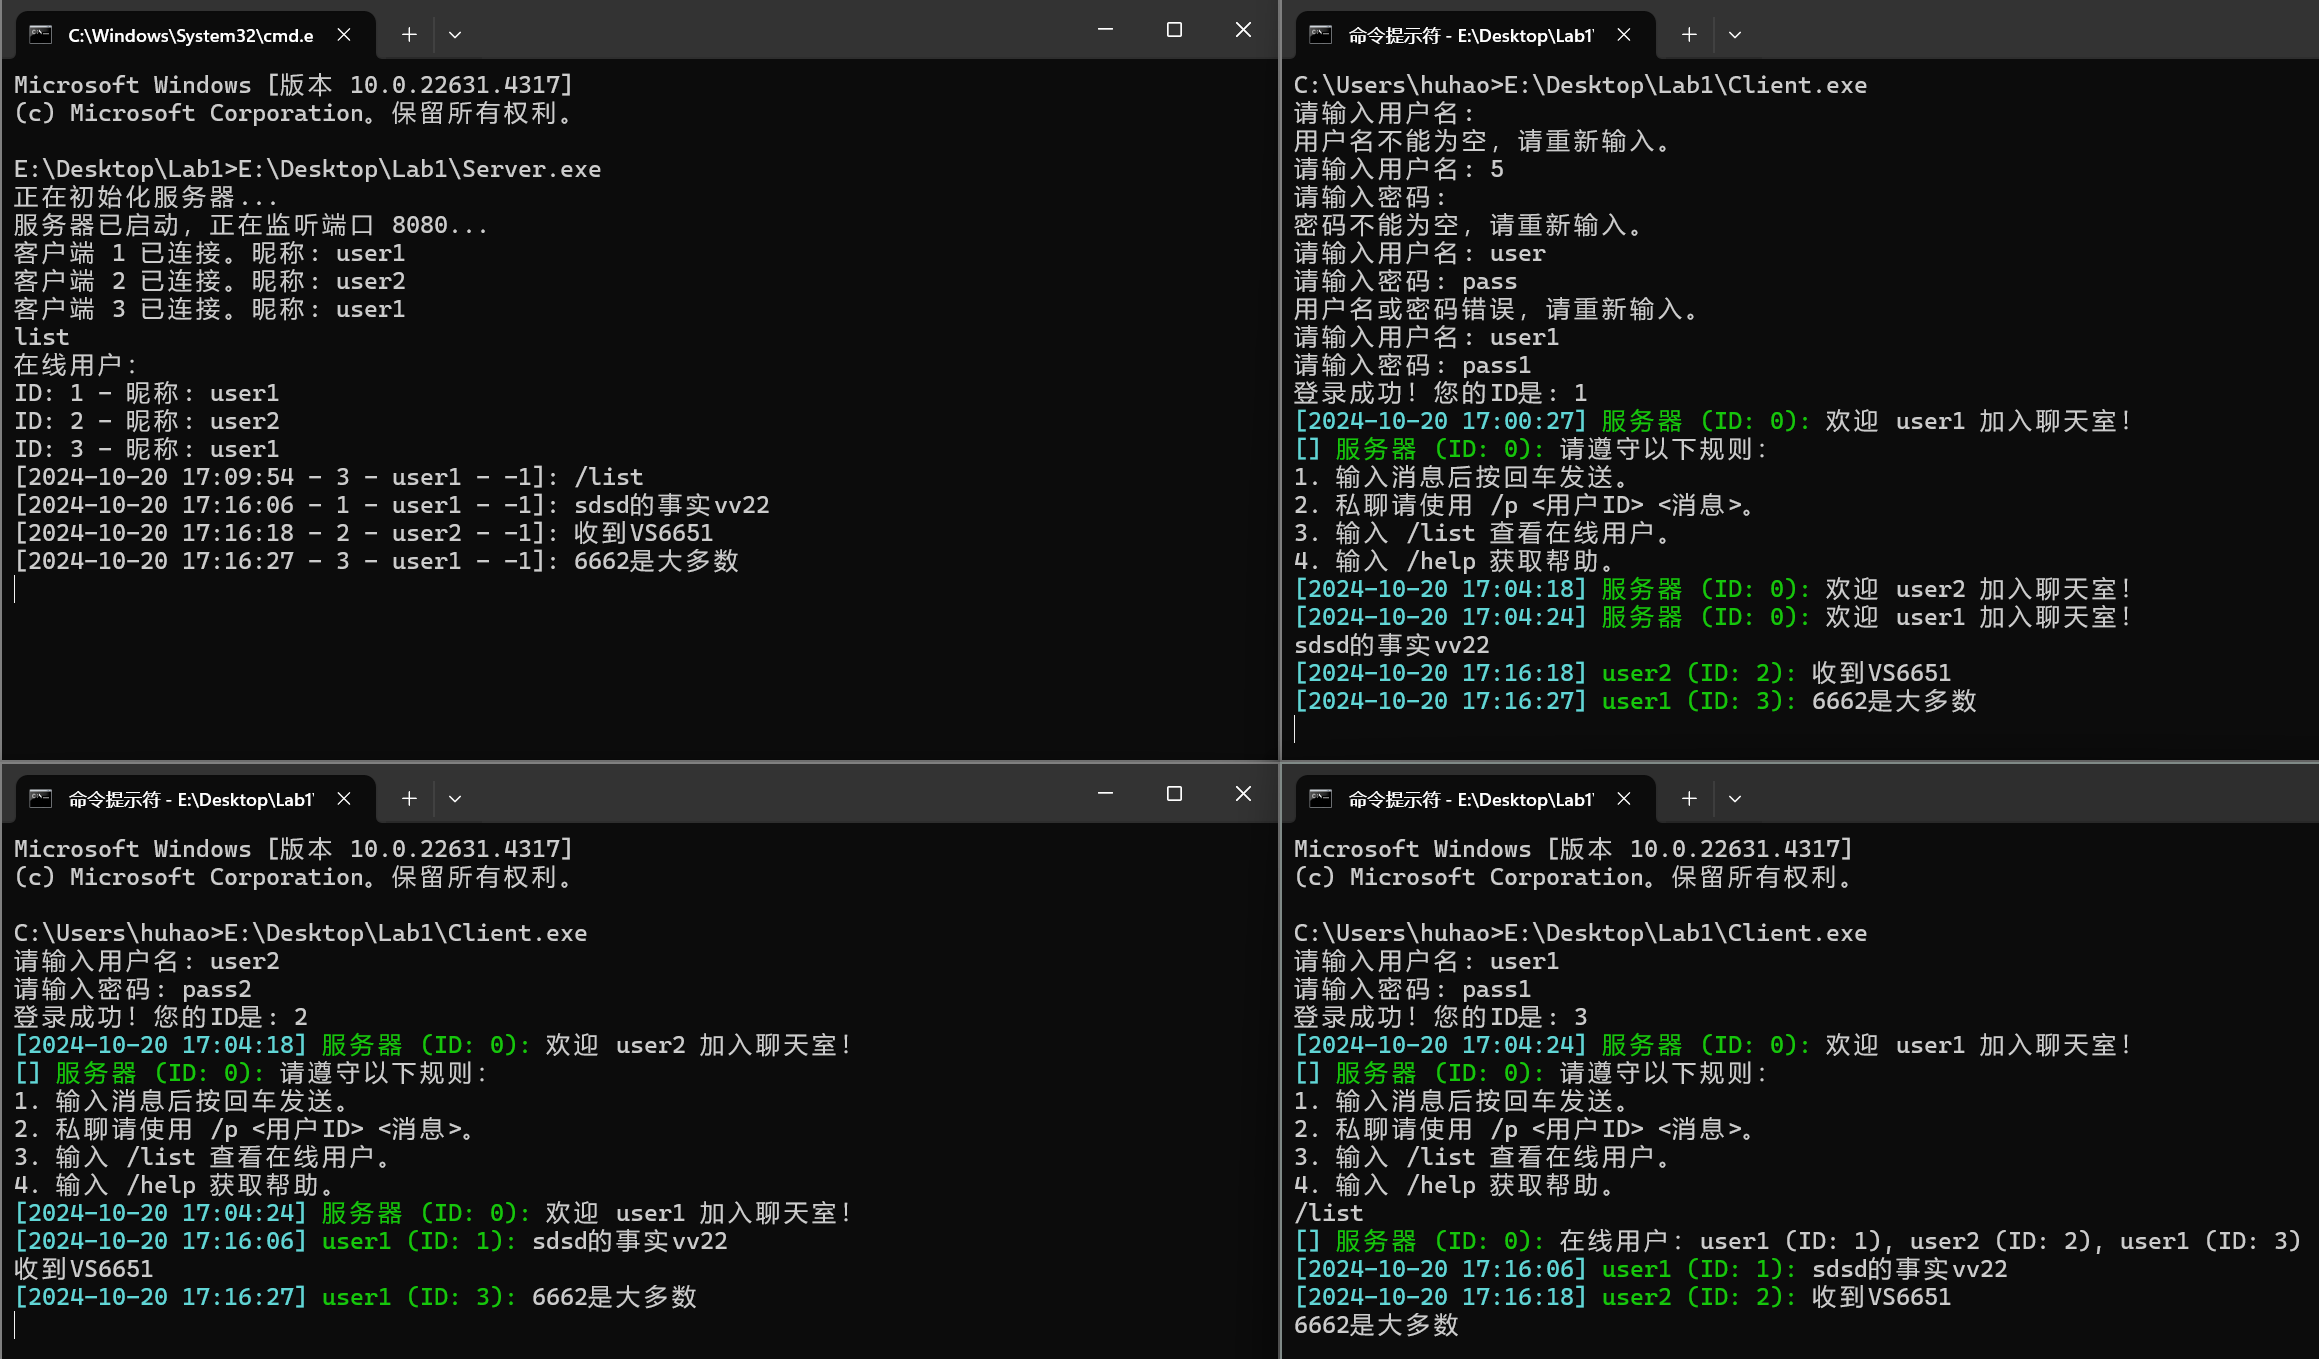 C:\Windows\System32\cmd.e
Microsoft Windows [版本 10.0.22631.4317]
(c) Microsoft Corporation。保留所有权利。
E:\Desktop\Lab1>E:\Desktop\Lab1\Server.exe
正在初始化服务器...
服务器已启动，正在监听端口 8080...
客户端 1 已连接。昵称: user1
客户端 2 已连接。昵称: user2
客户端 3 已连接。昵称: user1
list
在线用户:
ID: 1 - 昵称: user1
ID: 2 - 昵称: user2
ID: 3 - 昵称: user1
[2024-10-20 17:09:54 - 3 - user1 - -1]: /list
[2024-10-20 17:16:06 - 1 - user1 - -1]: sdsd的事实vv22
[2024-10-20 17:16:18 - 2 - user2 - -1]: 收到VS6651
[2024-10-20 17:16:27 - 3 - user1 - -1]: 6662是大多数
命令提示符 - E:\Desktop\Lab1\
C:\Users\huhao>E:\Desktop\Lab1\Client.exe
请输入用户名:
用户名不能为空，请重新输入。
请输入用户名: 5
请输入密码:
密码不能为空，请重新输入。
请输入用户名: user
请输入密码: pass
用户名或密码错误，请重新输入。
请输入用户名: user1
请输入密码: pass1
登录成功！您的ID是: 1
[2024-10-20 17:00:27] 服务器 (ID: 0): 欢迎 user1 加入聊天室！
[] 服务器 (ID: 0): 请遵守以下规则:
1. 输入消息后按回车发送。
2. 私聊请使用 /p <用户ID> <消息>。
3. 输入 /list 查看在线用户。
4. 输入 /help 获取帮助。
[2024-10-20 17:04:18] 服务器 (ID: 0): 欢迎 user2 加入聊天室！
[2024-10-20 17:04:24] 服务器 (ID: 0): 欢迎 user1 加入聊天室！
sdsd的事实vv22
[2024-10-20 17:16:18] user2 (ID: 2): 收到VS6651
[2024-10-20 17:16:27] user1 (ID: 3): 6662是大多数
命令提示符 - E:\Desktop\Lab1\
Microsoft Windows [版本 10.0.22631.4317]
(c) Microsoft Corporation。保留所有权利。
C:\Users\huhao>E:\Desktop\Lab1\Client.exe
请输入用户名: user2
请输入密码: pass2
登录成功！您的ID是: 2
[2024-10-20 17:04:18] 服务器 (ID: 0): 欢迎 user2 加入聊天室！
[] 服务器 (ID: 0): 请遵守以下规则:
1. 输入消息后按回车发送。
2. 私聊请使用 /p <用户ID> <消息>。
3. 输入 /list 查看在线用户。
4. 输入 /help 获取帮助。
[2024-10-20 17:04:24] 服务器 (ID: 0): 欢迎 user1 加入聊天室！
[2024-10-20 17:16:06] user1 (ID: 1): sdsd的事实vv22
收到VS6651
[2024-10-20 17:16:27] user1 (ID: 3): 6662是大多数
命令提示符 - E:\Desktop\Lab1\
Microsoft Windows [版本 10.0.22631.4317]
(c) Microsoft Corporation。保留所有权利。
C:\Users\huhao>E:\Desktop\Lab1\Client.exe
请输入用户名: user1
请输入密码: pass1
登录成功！您的ID是: 3
[2024-10-20 17:04:24] 服务器 (ID: 0): 欢迎 user1 加入聊天室！
[] 服务器 (ID: 0): 请遵守以下规则:
1. 输入消息后按回车发送。
2. 私聊请使用 /p <用户ID> <消息>。
3. 输入 /list 查看在线用户。
4. 输入 /help 获取帮助。
/list
[] 服务器 (ID: 0): 在线用户: user1 (ID: 1), user2 (ID: 2), user1 (ID: 3)
[2024-10-20 17:16:06] user1 (ID: 1): sdsd的事实vv22
[2024-10-20 17:16:18] user2 (ID: 2): 收到VS6651
6662是大多数